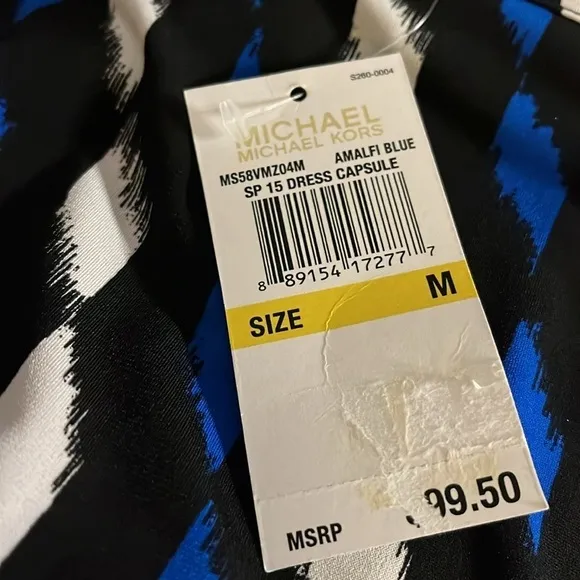 S260-0004
MICHAEL
MICHAEL KORS
MS58VMZ04M AMALFI BLUE
SP 15 DRESS CAPSULE
8 89154 17277 7
SIZE M
MSRP 99.50